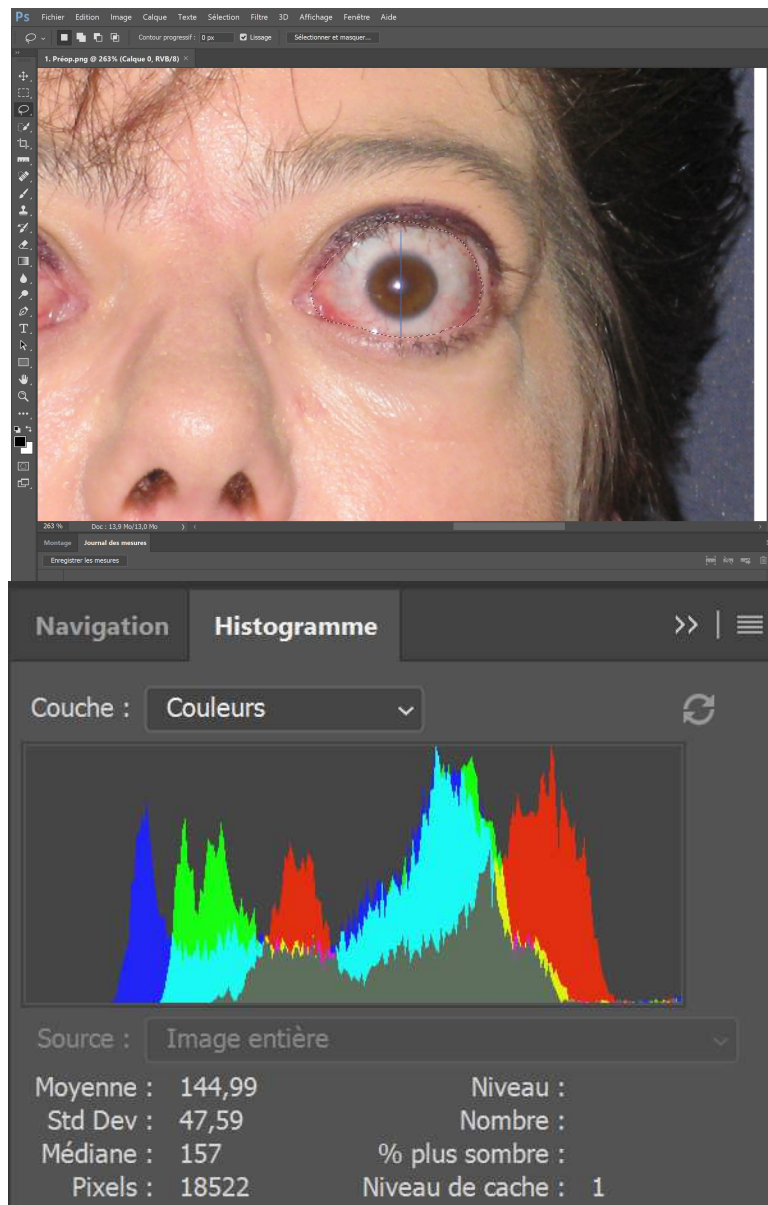 Ps Fichier Edition Image Calque Texte Sélection Filtre 3D Affichage Fenêtre Aide
Contour progressif : 0 px Lissage Sélectionner et masquer...
1. Préop.png @ 263% (Calque 0, RVB/8) ×
263 % Doc : 13,9 Mo/13,0 Mo
Montage Journal des mesures
Enregistrer les mesures
Navigation Histogramme
Couche : Couleurs
Source : Image entière
Moyenne : 144,99 Niveau :
Std Dev : 47,59 Nombre :
Médiane : 157 % plus sombre :
Pixels : 18522 Niveau de cache : 1